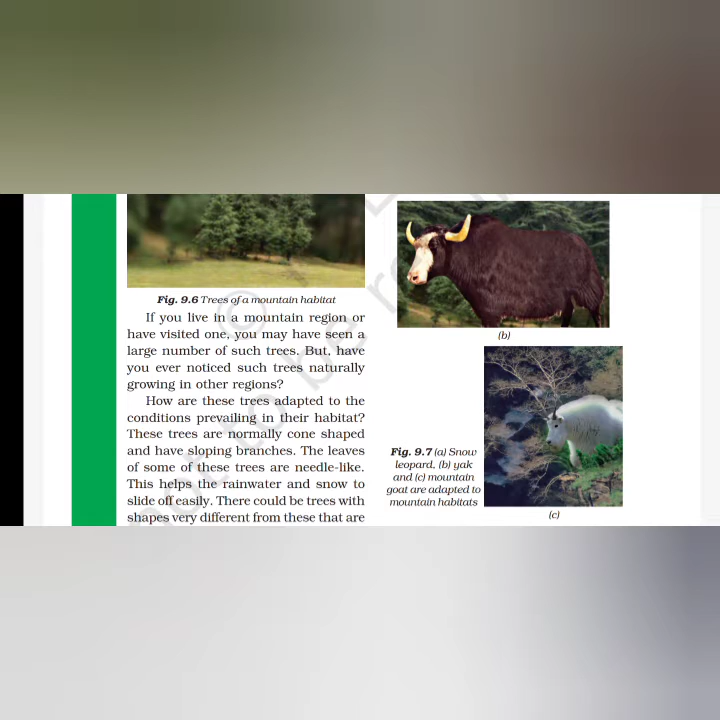 Fig. 9.6 Trees of a mountain habitat
If you live in a mountain region or
have visited one, you may have seen a
large number of such trees. But, have
you ever noticed such trees naturally
growing in other regions?
How are these trees adapted to the
conditions prevailing in their habitat?
These trees are normally cone shaped
and have sloping branches. The leaves
of some of these trees are needle-like.
This helps the rainwater and snow to
slide off easily. There could be trees with
shapes very different from these that are
(b)
Fig. 9.7 (a) Snow
leopard, (b) yak
and (c) mountain
goat are adapted to
mountain habitats
(c)
© not to be r